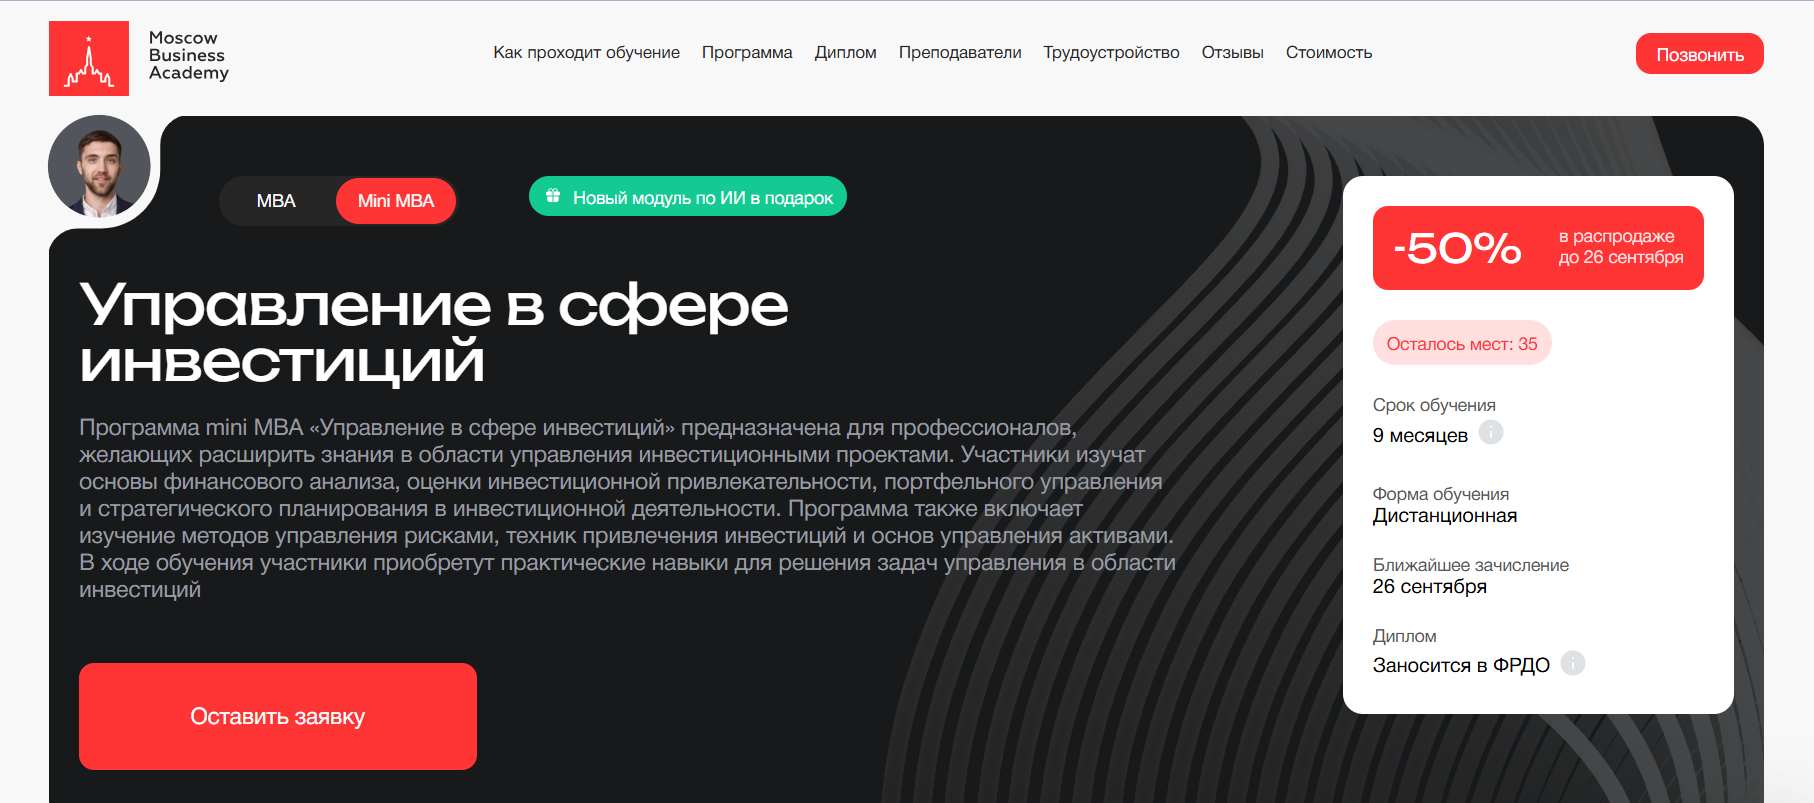 Moscow
Business
Academy
Как проходит обучение
Программа
Диплом
Преподаватели
Трудоустройство
Отзывы
Стоимость
Позвонить
MBA
Mini MBA
Новый модуль по ИИ в подарок
Управление в сфере
инвестиций
Программа mini MBA «Управление в сфере инвестиций» предназначена для профессионалов,
желающих расширить знания в области управления инвестиционными проектами. Участники изучат
основы финансового анализа, оценки инвестиционной привлекательности, портфельного управления
и стратегического планирования в инвестиционной деятельности. Программа также включает
изучение методов управления рисками, техник привлечения инвестиций и основ управления активами.
В ходе обучения участники приобретут практические навыки для решения задач управления в области
инвестиций
Оставить заявку
-50%
в распродаже
до 26 сентября
Осталось мест: 35
Срок обучения
9 месяцев
Форма обучения
Дистанционная
Ближайшее зачисление
26 сентября
Диплом
Заносится в ФРДО